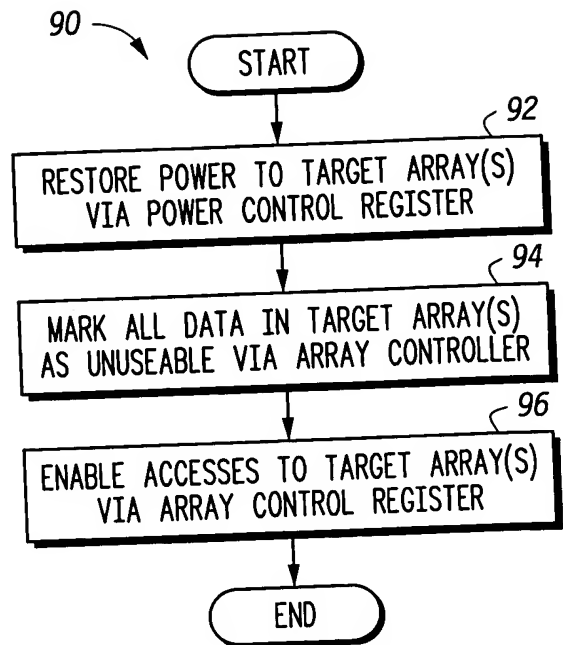 90
START
92
RESTORE POWER TO TARGET ARRAY(S)
VIA POWER CONTROL REGISTER
94
MARK ALL DATA IN TARGET ARRAY(S)
AS UNUSEABLE VIA ARRAY CONTROLLER
96
ENABLE ACCESSES TO TARGET ARRAY(S)
VIA ARRAY CONTROL REGISTER
END